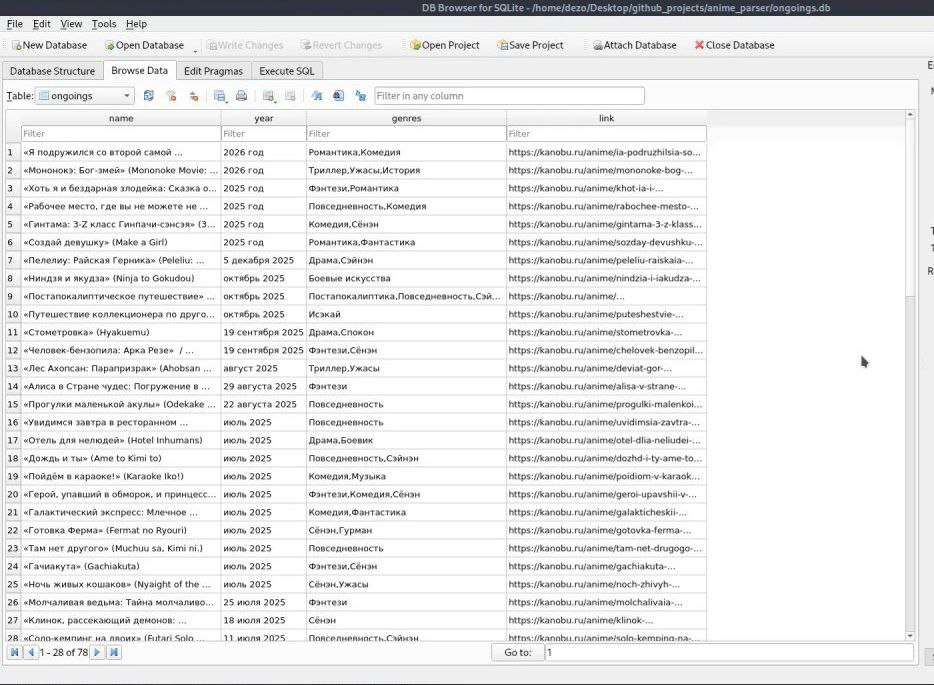 DB Browser for SQLite - /home/dezo/Desktop/github_projects/anime_parser/ongoings.db
File Edit View Tools Help
New Database Open Database Write Changes Revert Changes Open Project Save Project Attach Database Close Database
Database Structure Browse Data Edit Pragmas Execute SQL
Table: ongoings Filter in any column
name year genres link
Filter Filter Filter Filter
1 «Я подружился со второй самой ... 2026 год Романтика,Комедия https://kanobu.ru/anime/ia-podruzhilsia-so...
2 «Мононокэ: Бог-змей» (Mononoke Movie: ... 2026 год Триллер,Ужасы,История https://kanobu.ru/anime/mononoke-bog-...
3 «Хоть я и бездарная злодейка: Сказка о... 2025 год Фэнтези,Романтика https://kanobu.ru/anime/khot-ia-i-...
4 «Рабочее место, где вы не можете не ... 2025 год Повседневность,Комедия https://kanobu.ru/anime/rabochee-mesto-...
5 «Гинтама: 3-Z класс Гинпачи-сэнсэя» (3... 2025 год Комедия,Сёнэн https://kanobu.ru/anime/gintama-3-z-klass...
6 «Создай девушку» (Make a Girl) 2025 год Романтика,Фантастика https://kanobu.ru/anime/sozday-devushku-...
7 «Пелелиу: Райская Герника» (Peleliu: ... 5 декабря 2025 Драма,Сэйнэн https://kanobu.ru/anime/peleliu-raiskaia-...
8 «Ниндзя и якудза» (Ninja to Gokudou) октябрь 2025 Боевые искусства https://kanobu.ru/anime/nindzia-i-iakudza-...
9 «Постапокалиптическое путешествие» ... октябрь 2025 Постапокалиптика,Повседневность,Сэй... https://kanobu.ru/anime/...
10 «Путешествие коллекционера по друго... октябрь 2025 Исэкай https://kanobu.ru/anime/puteshestvie-...
11 «Стометровка» (Hyakuemu) 19 сентября 2025 Драма,Спокон https://kanobu.ru/anime/stometrovka-...
12 «Человек-бензопила: Арка Резе» / ... 19 сентября 2025 Фэнтези,Сёнэн https://kanobu.ru/anime/chelovek-benzopil...
13 «Лес Ахопсан: Парапризрак» (Ahobsan ... август 2025 Триллер,Ужасы https://kanobu.ru/anime/deviat-gor-...
14 «Алиса в Стране чудес: Погружение в ... 29 августа 2025 Фэнтези https://kanobu.ru/anime/alisa-v-strane-...
15 «Прогулки маленькой акулы» (Odekake ... 22 августа 2025 Повседневность https://kanobu.ru/anime/progulki-malenkoi...
16 «Увидимся завтра в ресторанном ... июль 2025 Повседневность https://kanobu.ru/anime/uvidimsia-zavtra-...
17 «Отель для нелюдей» (Hotel Inhumans) июль 2025 Драма,Боевик https://kanobu.ru/anime/otel-dlia-neliudei-...
18 «Дождь и ты» (Ame to Kimi to) июль 2025 Повседневность,Сэйнэн https://kanobu.ru/anime/dozhd-i-ty-ame-to...
19 «Пойдём в караоке!» (Karaoke Iko!) июль 2025 Комедия,Музыка https://kanobu.ru/anime/poidiom-v-karaok...
20 «Герой, упавший в обморок, и принцесс... июль 2025 Фэнтези,Комедия,Сёнэн https://kanobu.ru/anime/geroi-upavshii-v-...
21 «Галактический экспресс: Млечное ... июль 2025 Комедия,Фантастика https://kanobu.ru/anime/galakticheskii-...
22 «Готовка Ферма» (Fermat no Ryouri) июль 2025 Сёнэн,Гурман https://kanobu.ru/anime/gotovka-ferma-...
23 «Там нет другого» (Muchuu sa, Kimi ni.) июль 2025 Повседневность https://kanobu.ru/anime/tam-net-drugogo-...
24 «Гачиакута» (Gachiakuta) июль 2025 Фэнтези,Сёнэн https://kanobu.ru/anime/gachiakuta-...
25 «Ночь живых кошаков» (Nyaight of the ... июль 2025 Сёнэн,Ужасы https://kanobu.ru/anime/noch-zhivyh-...
26 «Молчаливая ведьма: Тайна молчаливо... 25 июля 2025 Фэнтези https://kanobu.ru/anime/molchalivaia-...
27 «Клинок, рассекающий демонов: ... 18 июля 2025 Сёнэн https://kanobu.ru/anime/klinok-...
28 «Соло-кемпинг на двоих» (Futari Solo ... 11 июля 2025 Повседневность,Сэйнэн https://kanobu.ru/anime/solo-kemping-na-...
1 - 28 of 78 Go to: 1